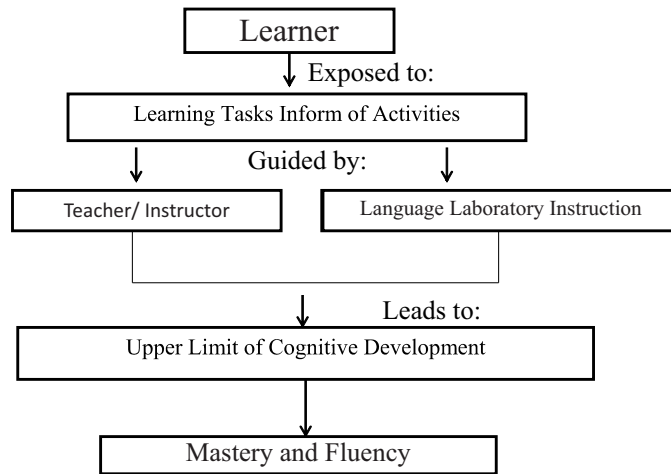 Learner
Exposed to:
Learning Tasks Inform of Activities
Guided by:
Teacher/ Instructor
Language Laboratory Instruction
Leads to:
Upper Limit of Cognitive Development
Mastery and Fluency